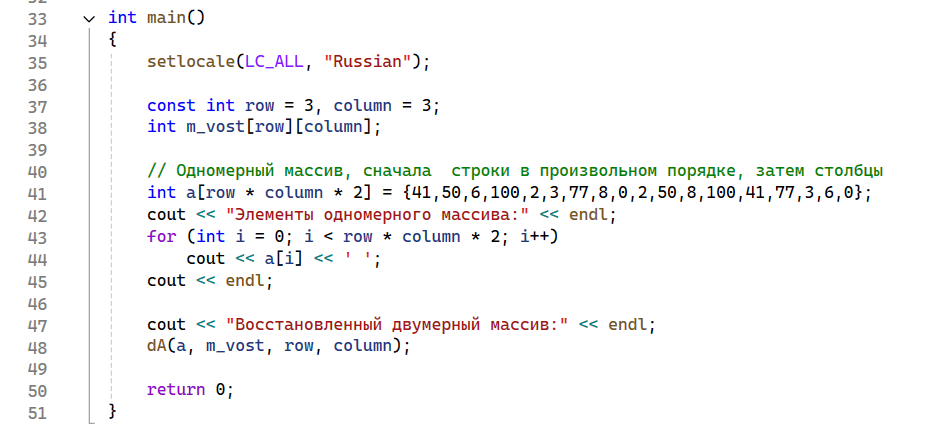 33 int main()
34 {
35 setlocale(LC_ALL, "Russian");
36
37 const int row = 3, column = 3;
38 int m_vost[row][column];
39
40 // Одномерный массив, сначала  строки в произвольном порядке, затем столбцы
41 int a[row * column * 2] = {41,50,6,100,2,3,77,8,0,2,50,8,100,41,77,3,6,0};
42 cout << "Элементы одномерного массива:" << endl;
43 for (int i = 0; i < row * column * 2; i++)
44 cout << a[i] << ' ';
45 cout << endl;
46
47 cout << "Восстановленный двумерный массив:" << endl;
48 dA(a, m_vost, row, column);
49
50 return 0;
51 }